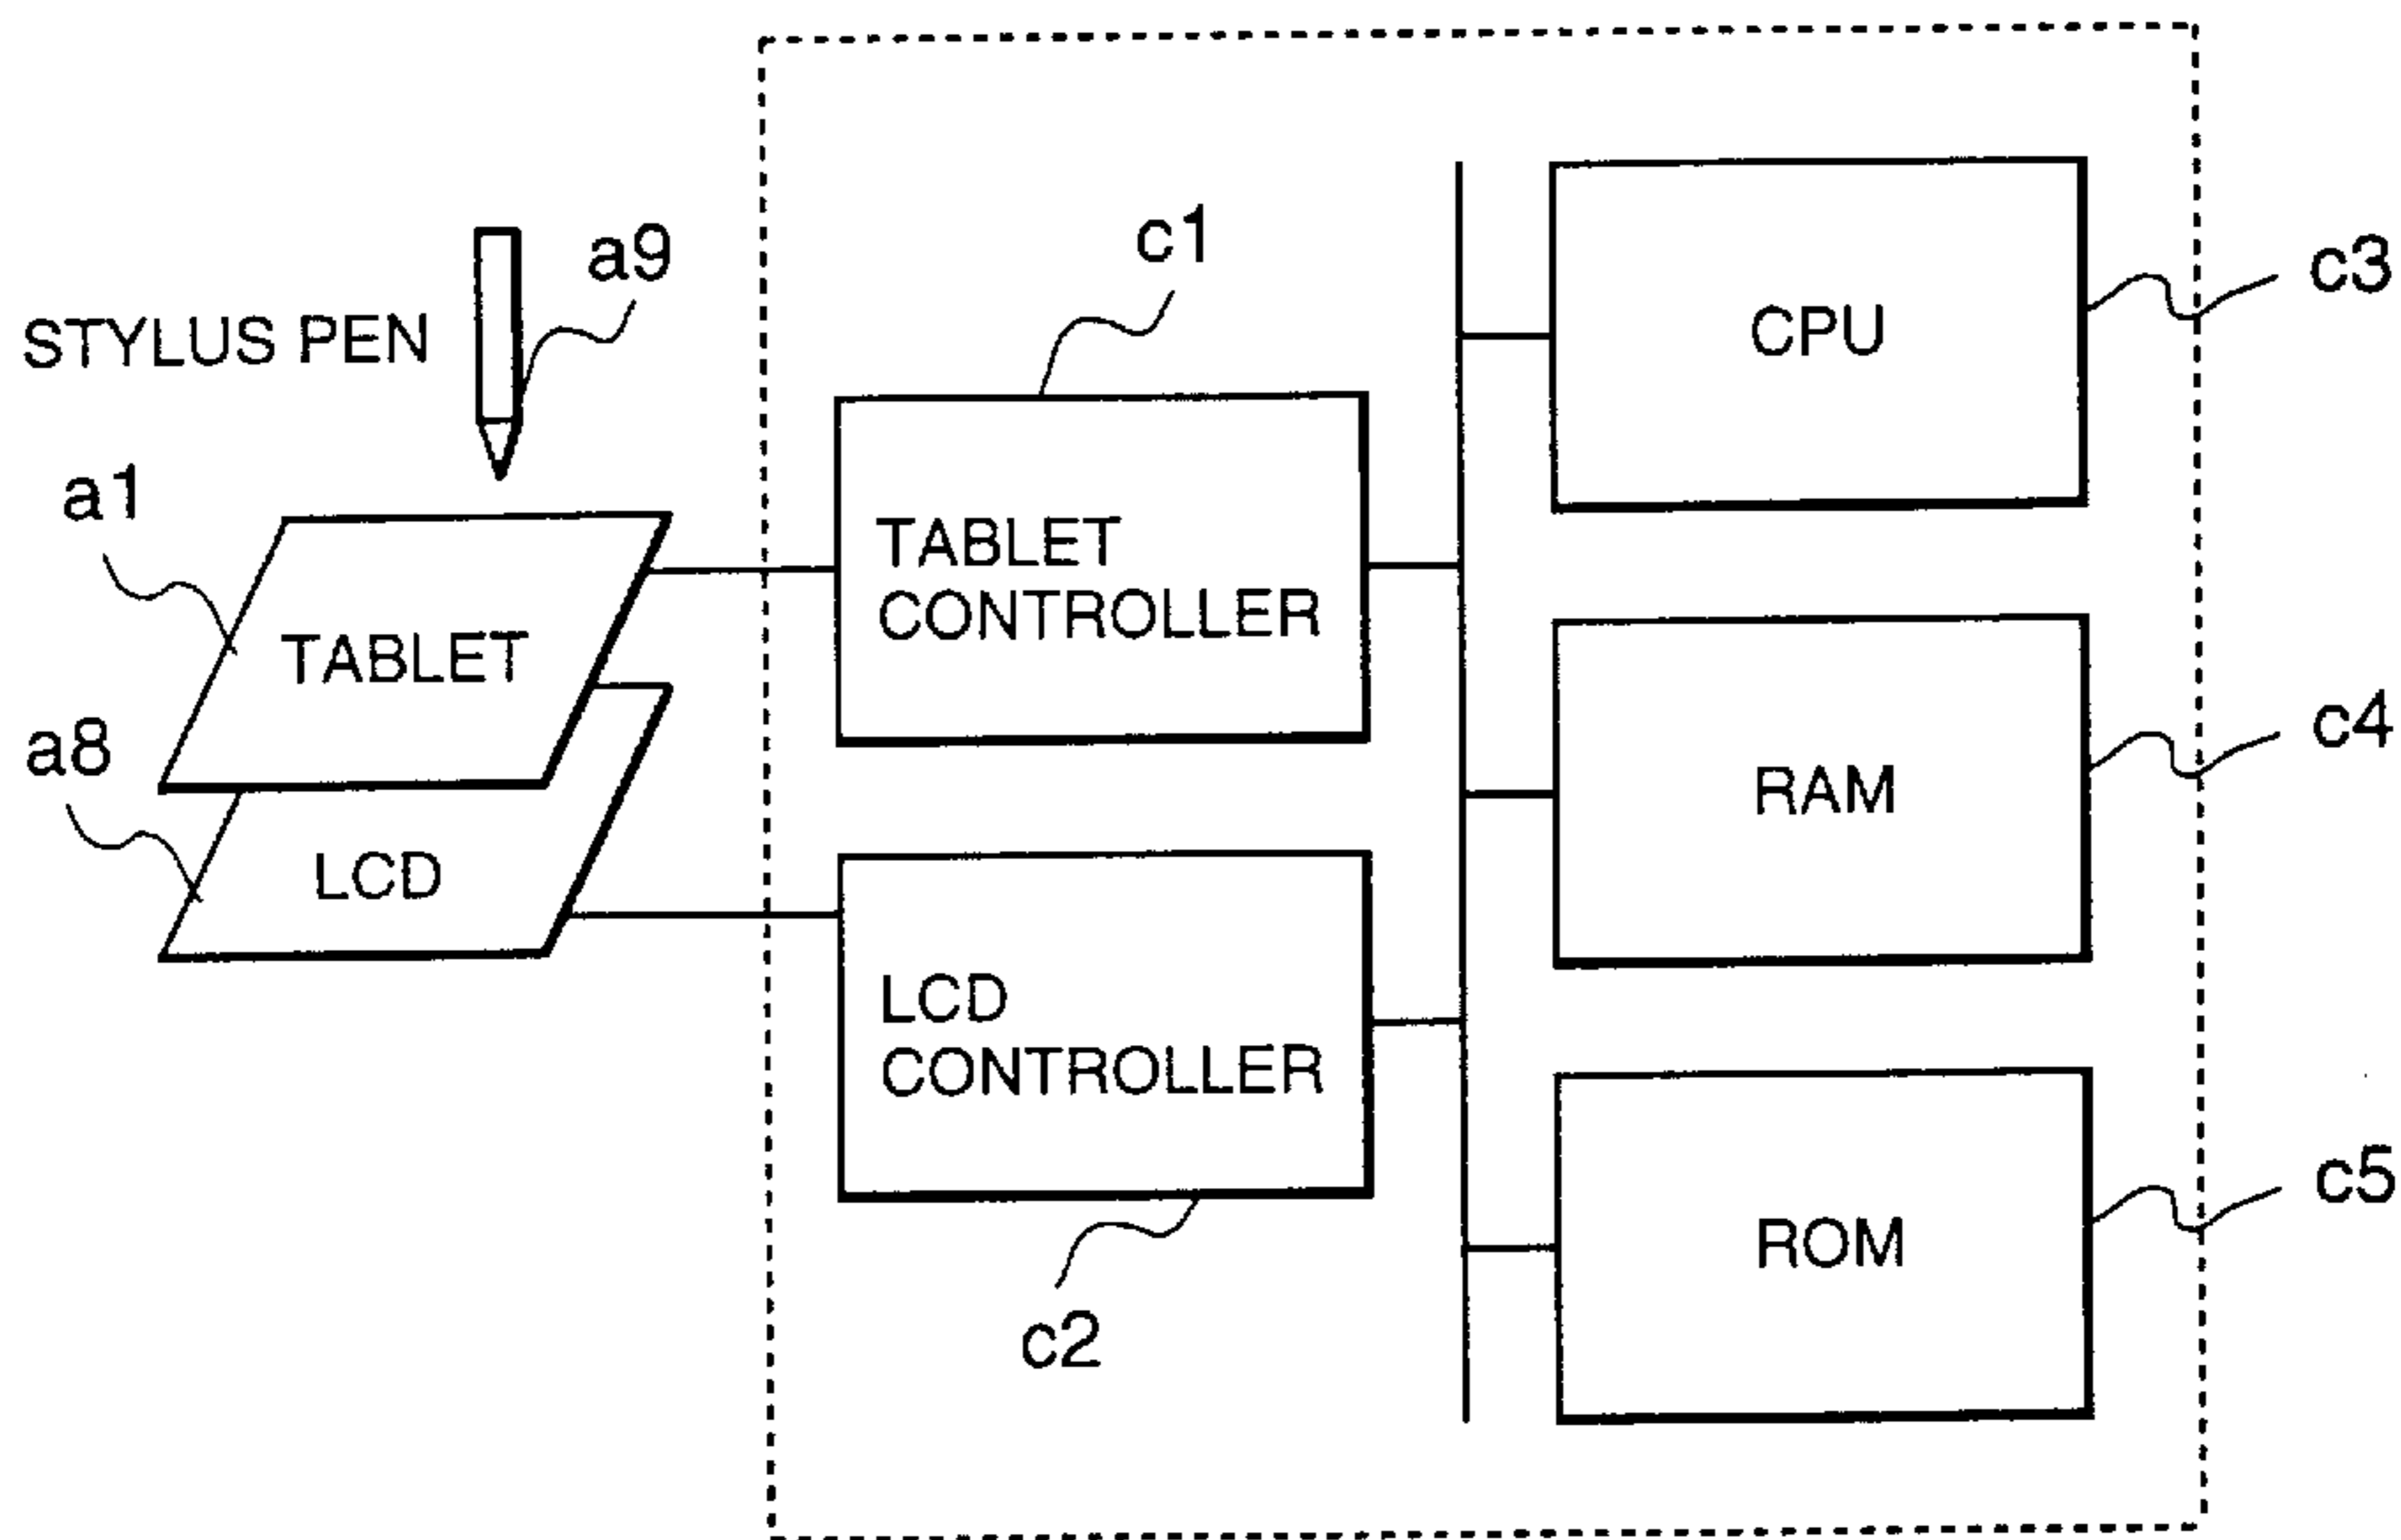 c1
a9
c3
STYLUS PEN
CPU
a1
TABLET
CONTROLLER
TABLET
c4
a8
RAM
LCD
LCD
CONTROLLER
c5
ROM
c2